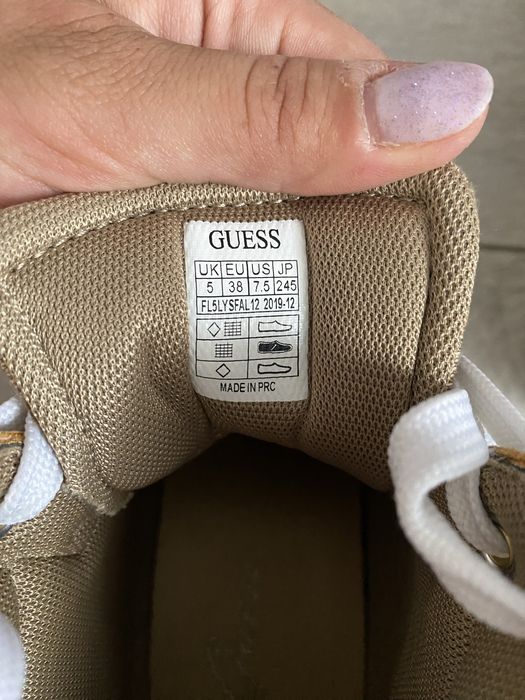 GUESS
UK EU US JP
5 38 7.5 245
FL5LYSFAL12 2019-12
MADE IN PRC